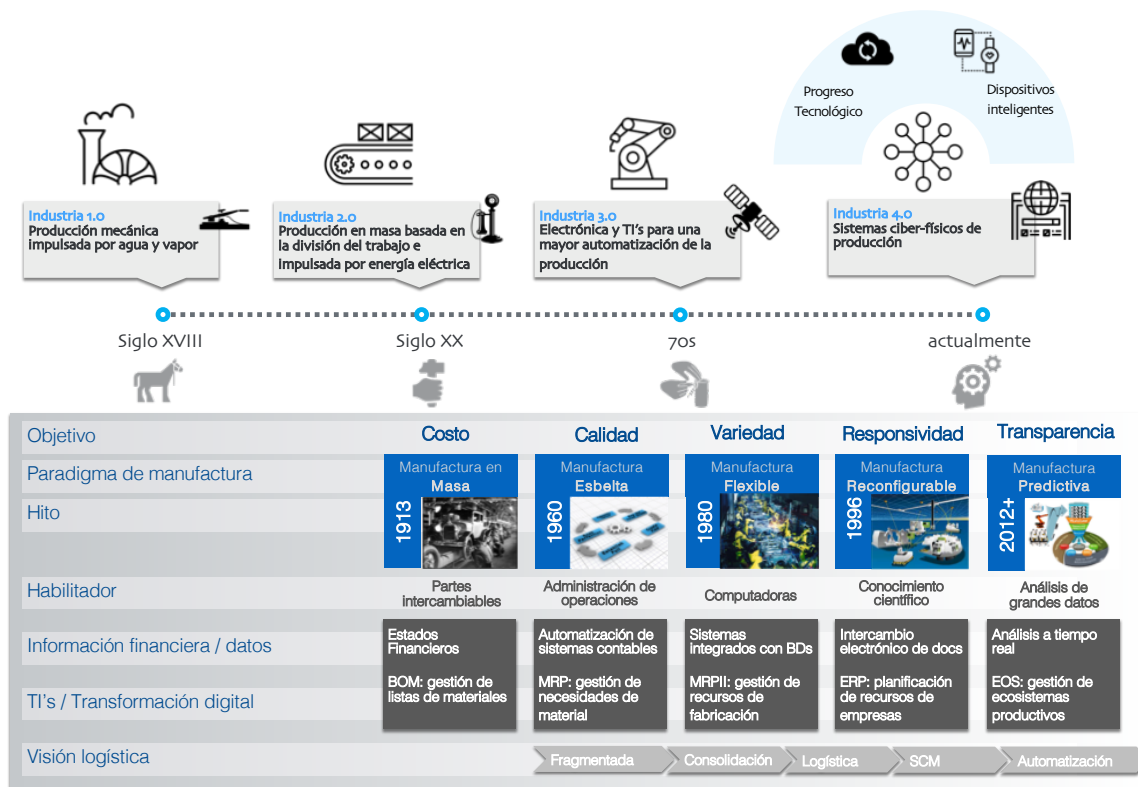 Progreso
Tecnológico
Dispositivos
inteligentes
Industria 1.0
Producción mecánica
impulsada por agua y vapor
Industria 2.0
Producción en masa basada en
la división del trabajo e
Impulsada por energía eléctrica
Industria 3.0
Electrónica y TI's para una
mayor automatización de la
producción
Industria 4.0
Sistemas ciber-físicos de
producción
Siglo XVIII
Siglo XX
70s
actualmente
Objetivo
Costo
Calidad
Variedad
Responsividad
Transparencia
Paradigma de manufactura
Manufactura en
Masa
Manufactura
Esbelta
Manufactura
Flexible
Manufactura
Reconfigurable
Manufactura
Predictiva
Hito
1913
1960
1980
1996
2012+
Habilitador
Partes
intercambiables
Administración de
operaciones
Computadoras
Conocimiento
científico
Análisis de
grandes datos
Información financiera / datos
Estados
Financieros
Automatización de
sistemas contables
Sistemas
integrados con BDs
Intercambio
electrónico de docs
Análisis a tiempo
real
TI's / Transformación digital
BOM: gestión de
listas de materiales
MRP: gestión de
necesidades de
material
MRPII: gestión de
recursos de
fabricación
ERP: planificación
de recursos de
empresas
EOS: gestión de
ecosistemas
productivos
Visión logística
Fragmentada
Consolidación
Logística
SCM
Automatización